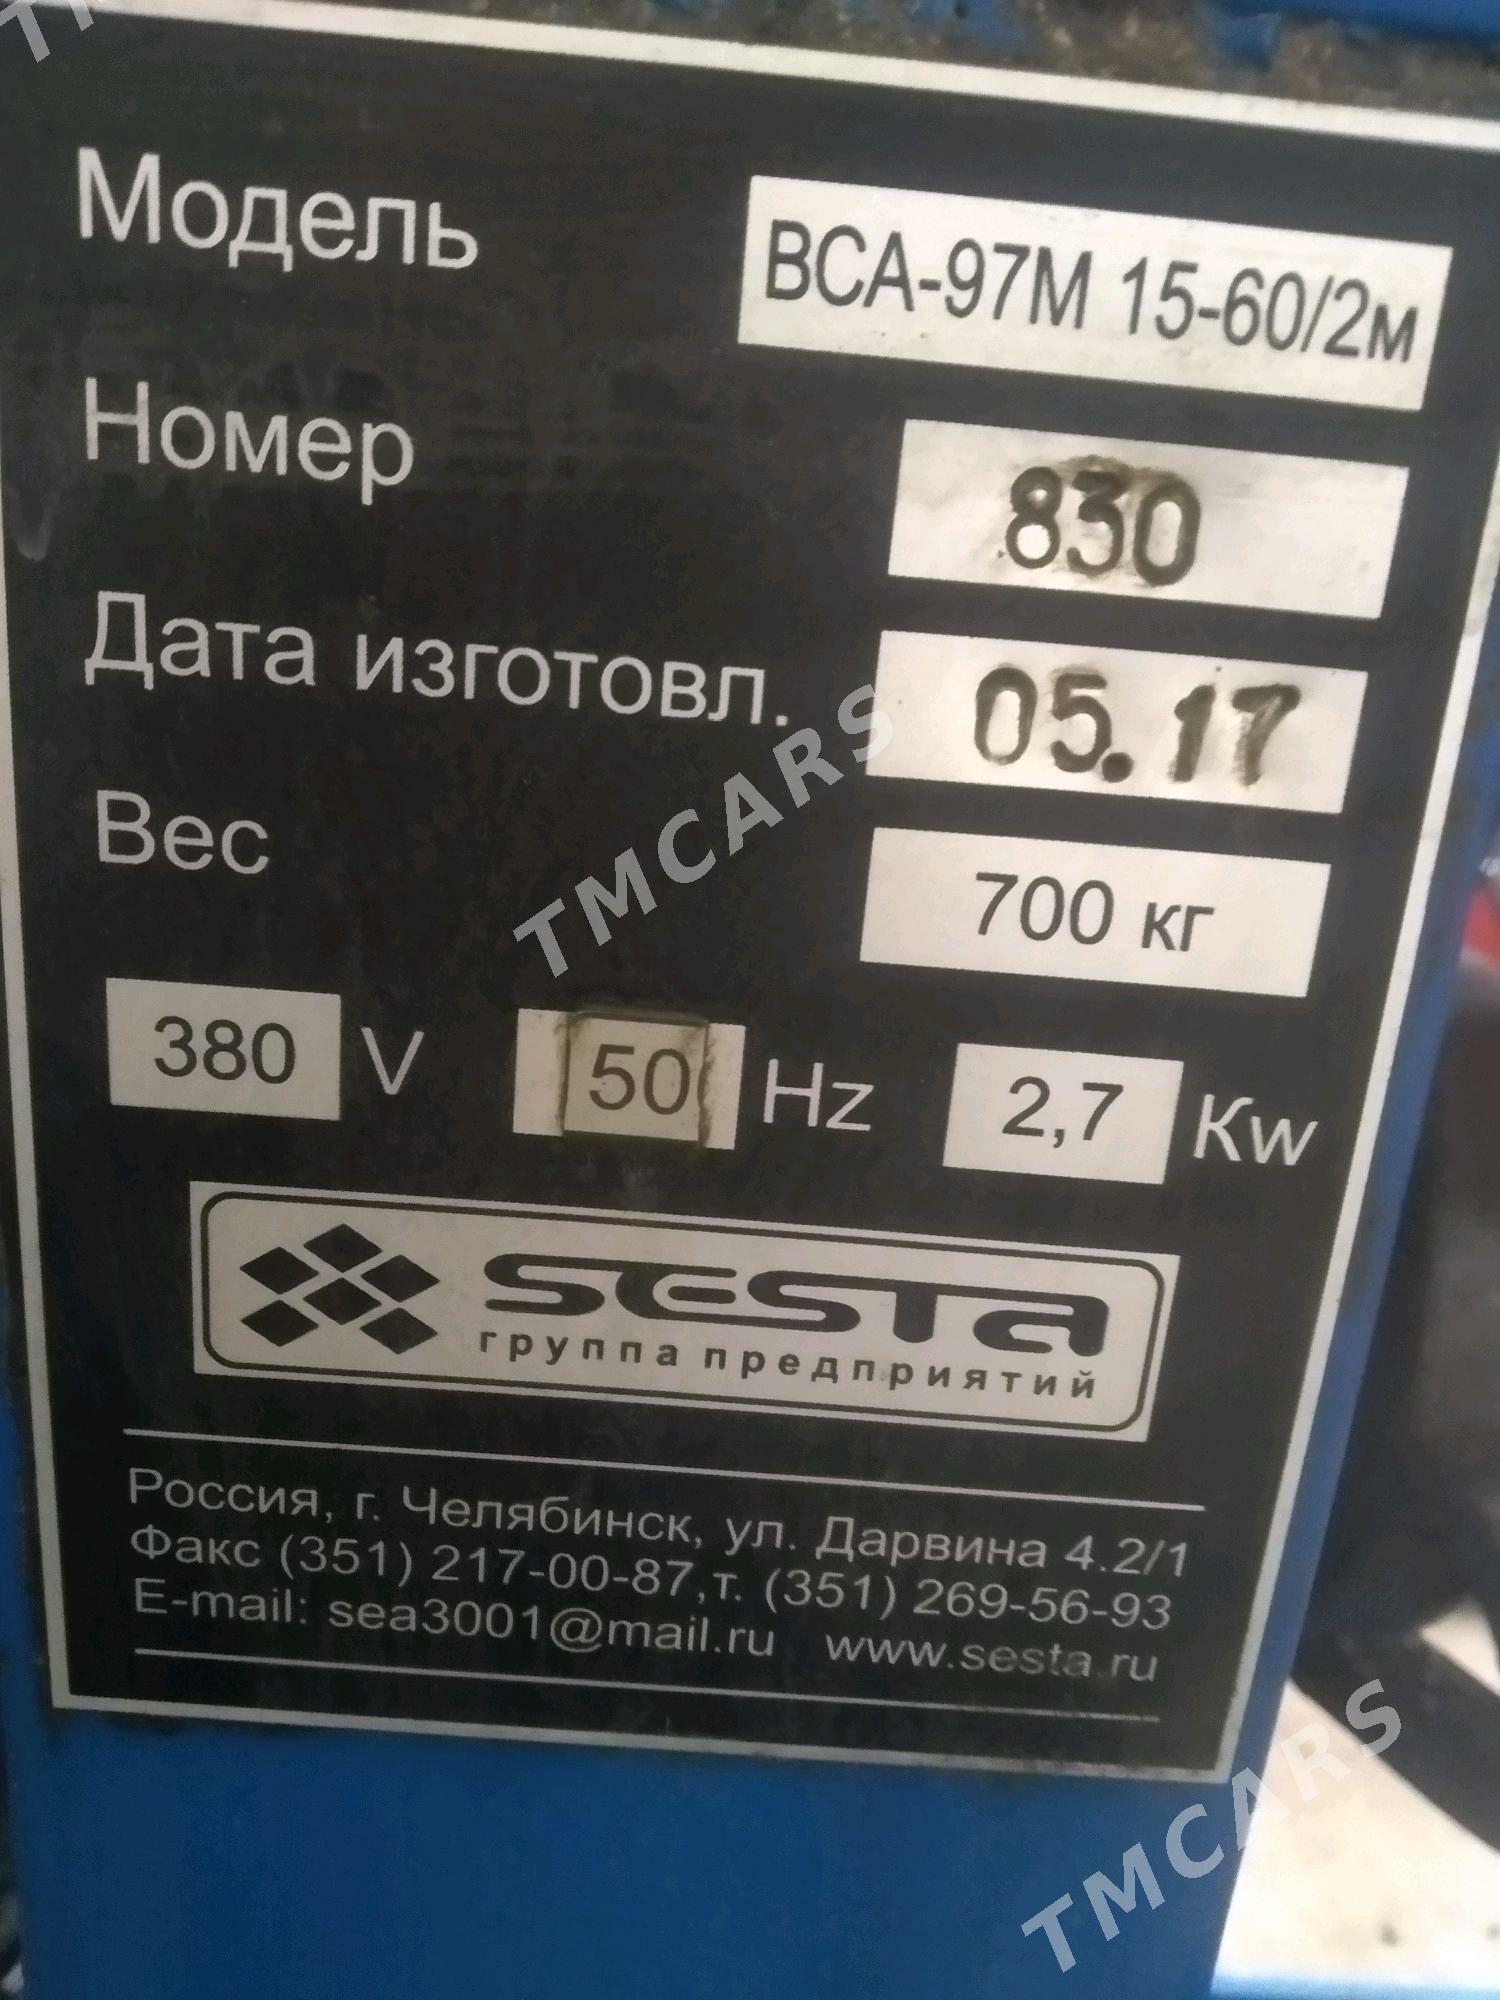 Модель ВСА-97М 15-60/2м
Номер 830
Дата изготовл. 05.17
Вес 700 кг
380 V 50 Hz 2,7 Kw
SESTA
группа предприятий
Россия, г. Челябинск, ул. Дарвина 4.2/1
Факс (351) 217-00-87,т. (351) 269-56-93
E-mail: sea3001@mail.ru www.sesta.ru
TMCARS
TMCARS